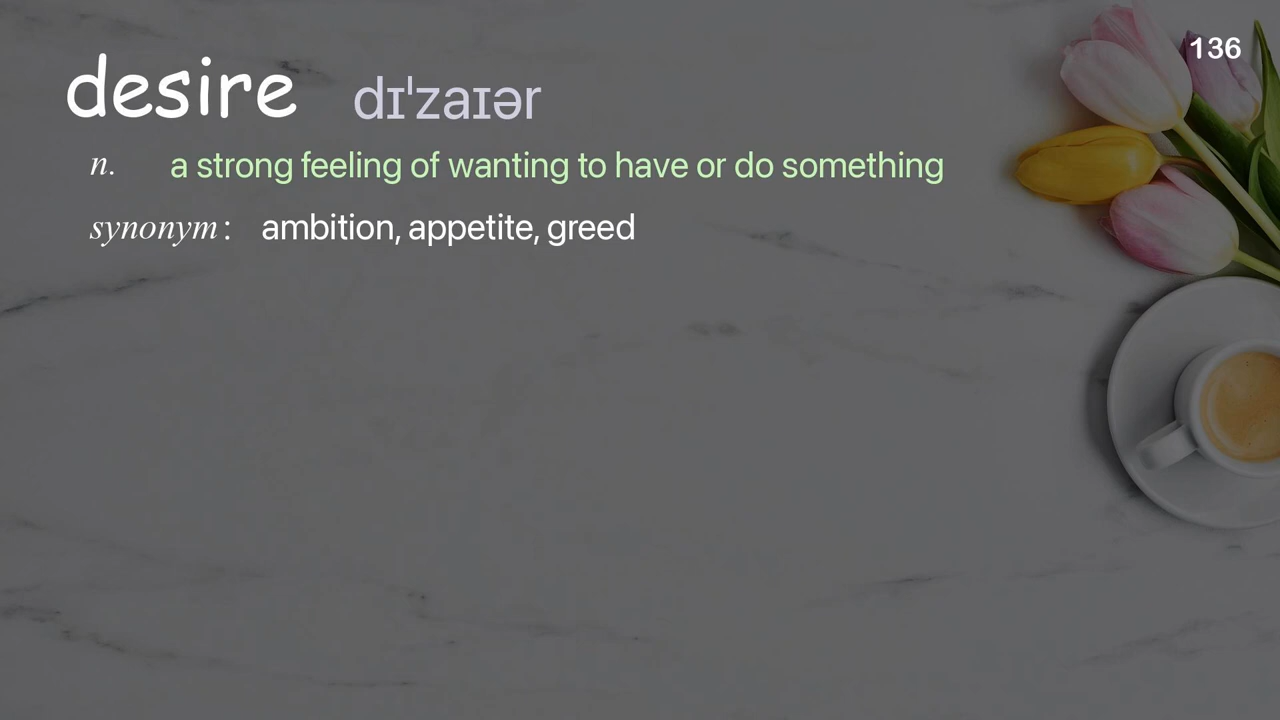 136
desire dɪˈzaɪər
n. a strong feeling of wanting to have or do something
synonym: ambition, appetite, greed